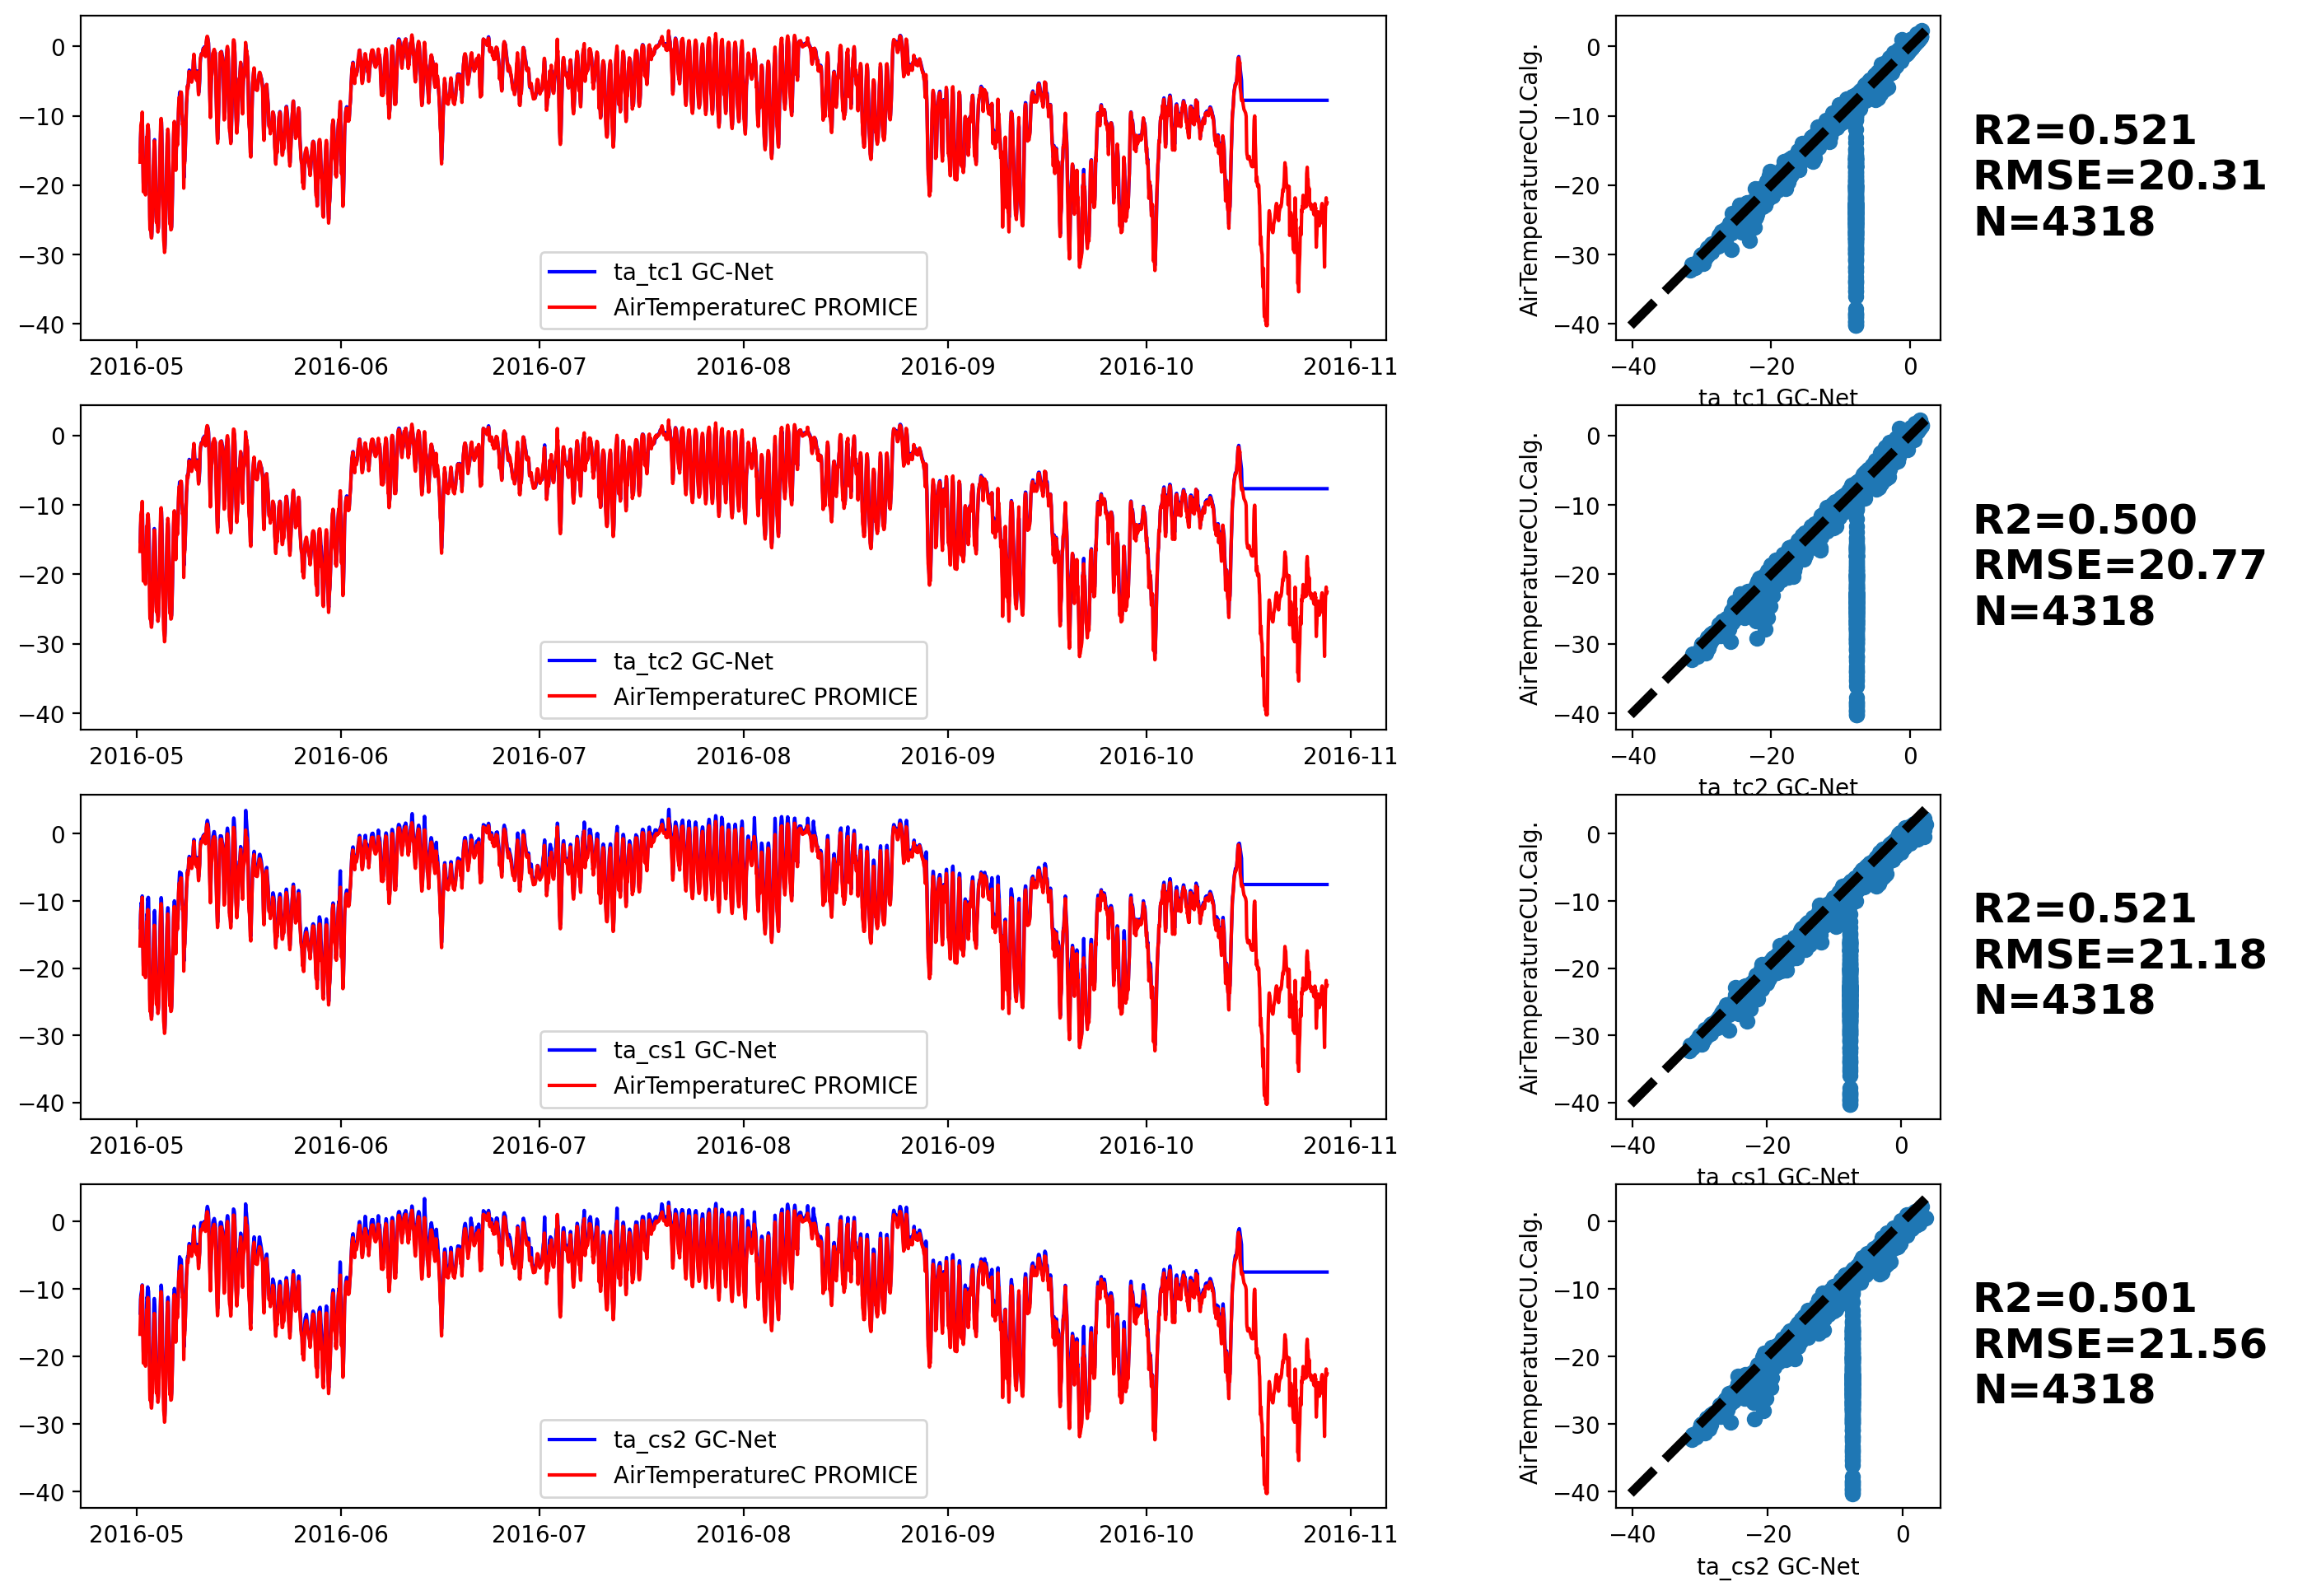 0
−10
−20
−30
−40
2016-05 2016-06 2016-07 2016-08 2016-09 2016-10 2016-11
ta_tc1 GC-Net
AirTemperatureC PROMICE
AirTemperatureCU.Calg.
0
−10
−20
−30
−40
−40 −20 0
ta_tc1 GC-Net
R2=0.521
RMSE=20.31
N=4318
0
−10
−20
−30
−40
2016-05 2016-06 2016-07 2016-08 2016-09 2016-10 2016-11
ta_tc2 GC-Net
AirTemperatureC PROMICE
AirTemperatureCU.Calg.
0
−10
−20
−30
−40
−40 −20 0
ta_tc2 GC-Net
R2=0.500
RMSE=20.77
N=4318
0
−10
−20
−30
−40
2016-05 2016-06 2016-07 2016-08 2016-09 2016-10 2016-11
ta_cs1 GC-Net
AirTemperatureC PROMICE
AirTemperatureCU.Calg.
0
−10
−20
−30
−40
−40 −20 0
ta_cs1 GC-Net
R2=0.521
RMSE=21.18
N=4318
0
−10
−20
−30
−40
2016-05 2016-06 2016-07 2016-08 2016-09 2016-10 2016-11
ta_cs2 GC-Net
AirTemperatureC PROMICE
AirTemperatureCU.Calg.
0
−10
−20
−30
−40
−40 −20 0
ta_cs2 GC-Net
R2=0.501
RMSE=21.56
N=4318